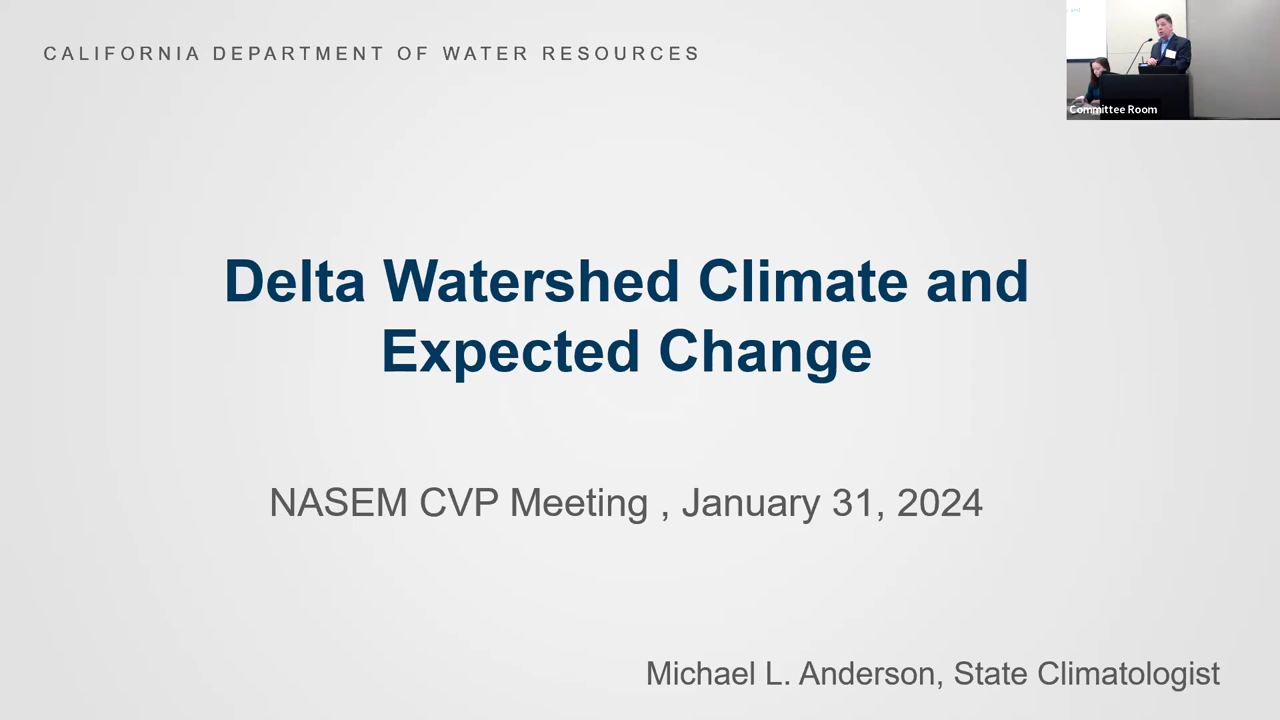 CALIFORNIA DEPARTMENT OF WATER RESOURCES
Committee Room
Delta Watershed Climate and
Expected Change
NASEM CVP Meeting , January 31, 2024
Michael L. Anderson, State Climatologist